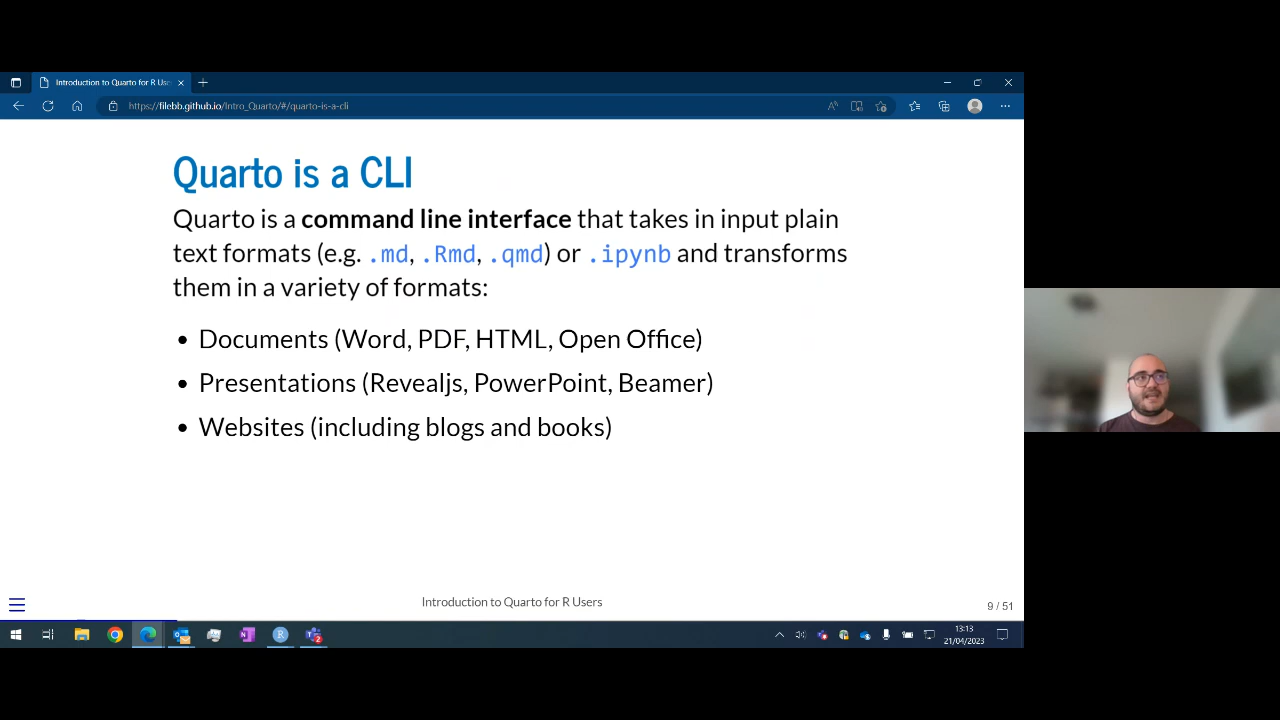 Introduction to Quarto for R Use
https://filebb.github.io/Intro_Quarto/#/quarto-is-a-cli
Quarto is a CLI
Quarto is a command line interface that takes in input plain
text formats (e.g. .md, .Rmd, .qmd) or .ipynb and transforms
them in a variety of formats:
• Documents (Word, PDF, HTML, Open Office)
• Presentations (Revealjs, PowerPoint, Beamer)
• Websites (including blogs and books)
Introduction to Quarto for R Users
9 / 51
13:13
21/04/2023